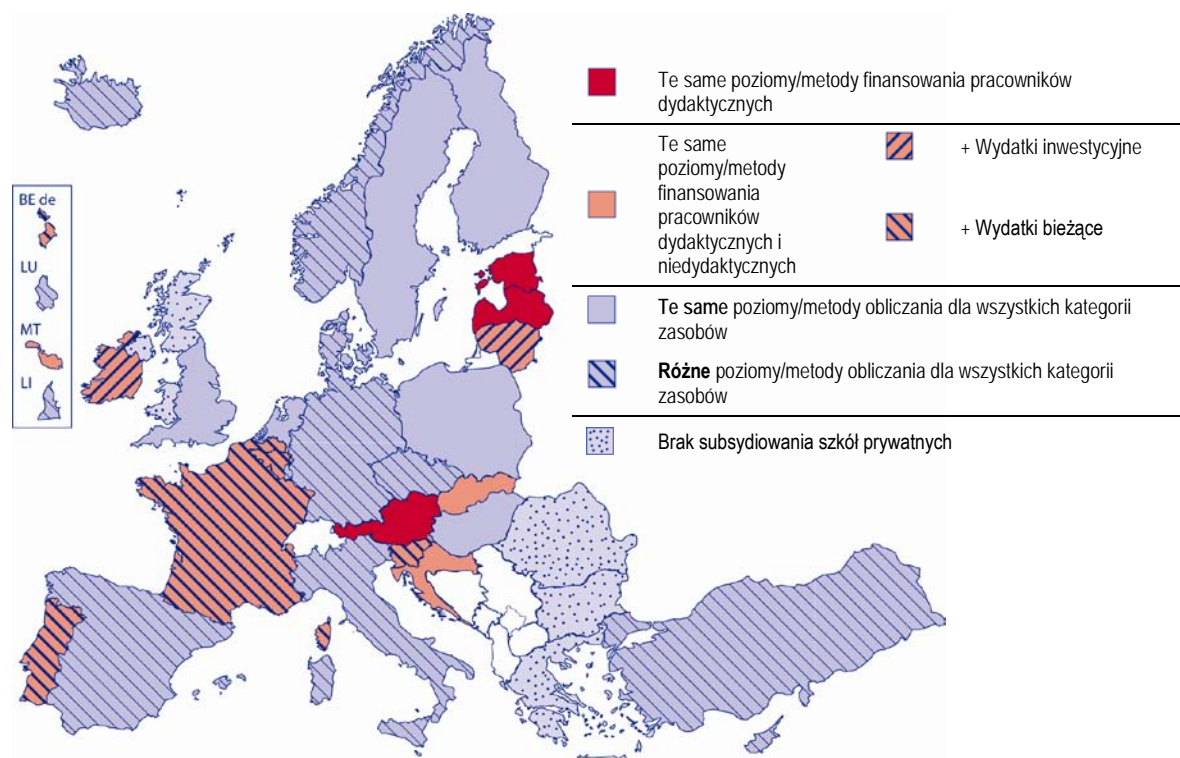 Te same poziomy/metody finansowania pracowników
dydaktycznych
Te same
poziomy/metody
finansowania
pracowników
dydaktycznych i
niedydaktycznych
+ Wydatki inwestycyjne
+ Wydatki bieżące
Te same poziomy/metody obliczania dla wszystkich kategorii
zasobów
Różne poziomy/metody obliczania dla wszystkich kategorii
zasobów
Brak subsydiowania szkół prywatnych
BE de
LU
MT
LI